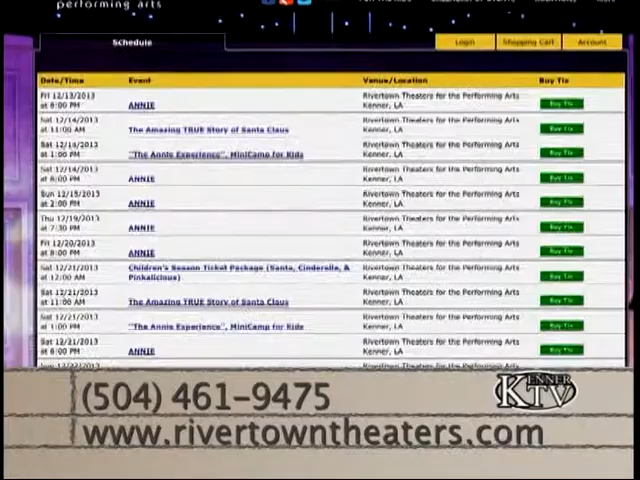 performing arts
Schedule
Login Shopping Cart Account
Date/Time Event Venue/Location Buy Tix
Fri 12/13/2013 Rivertown Theaters for the Performing Arts
at 8:00 PM ANNIE Kenner, LA Buy Tix
Sat 12/14/2013 Rivertown Theaters for the Performing Arts
at 11:00 AM The Amazing TRUE Story of Santa Claus Kenner, LA Buy Tix
Sat 12/14/2013 Rivertown Theaters for the Performing Arts
at 1:00 PM "The Annie Experience", MiniCamp for Kids Kenner, LA Buy Tix
Sat 12/14/2013 Rivertown Theaters for the Performing Arts
at 8:00 PM ANNIE Kenner, LA Buy Tix
Sun 12/15/2013 Rivertown Theaters for the Performing Arts
at 2:00 PM ANNIE Kenner, LA Buy Tix
Thu 12/19/2013 Rivertown Theaters for the Performing Arts
at 7:30 PM ANNIE Kenner, LA Buy Tix
Fri 12/20/2013 Rivertown Theaters for the Performing Arts
at 8:00 PM ANNIE Kenner, LA Buy Tix
Sat 12/21/2013 Children's Season Ticket Package (Santa, Cinderella, & Rivertown Theaters for the Performing Arts
at 12:00 AM Pinkalicious) Kenner, LA Buy Tix
Sat 12/21/2013 Rivertown Theaters for the Performing Arts
at 11:00 AM The Amazing TRUE Story of Santa Claus Kenner, LA Buy Tix
Sat 12/21/2013 Rivertown Theaters for the Performing Arts
at 1:00 PM "The Annie Experience", MiniCamp for Kids Kenner, LA Buy Tix
Sat 12/21/2013 Rivertown Theaters for the Performing Arts
at 8:00 PM ANNIE Kenner, LA Buy Tix
(504) 461-9475
KENNER TV
www.rivertowntheaters.com